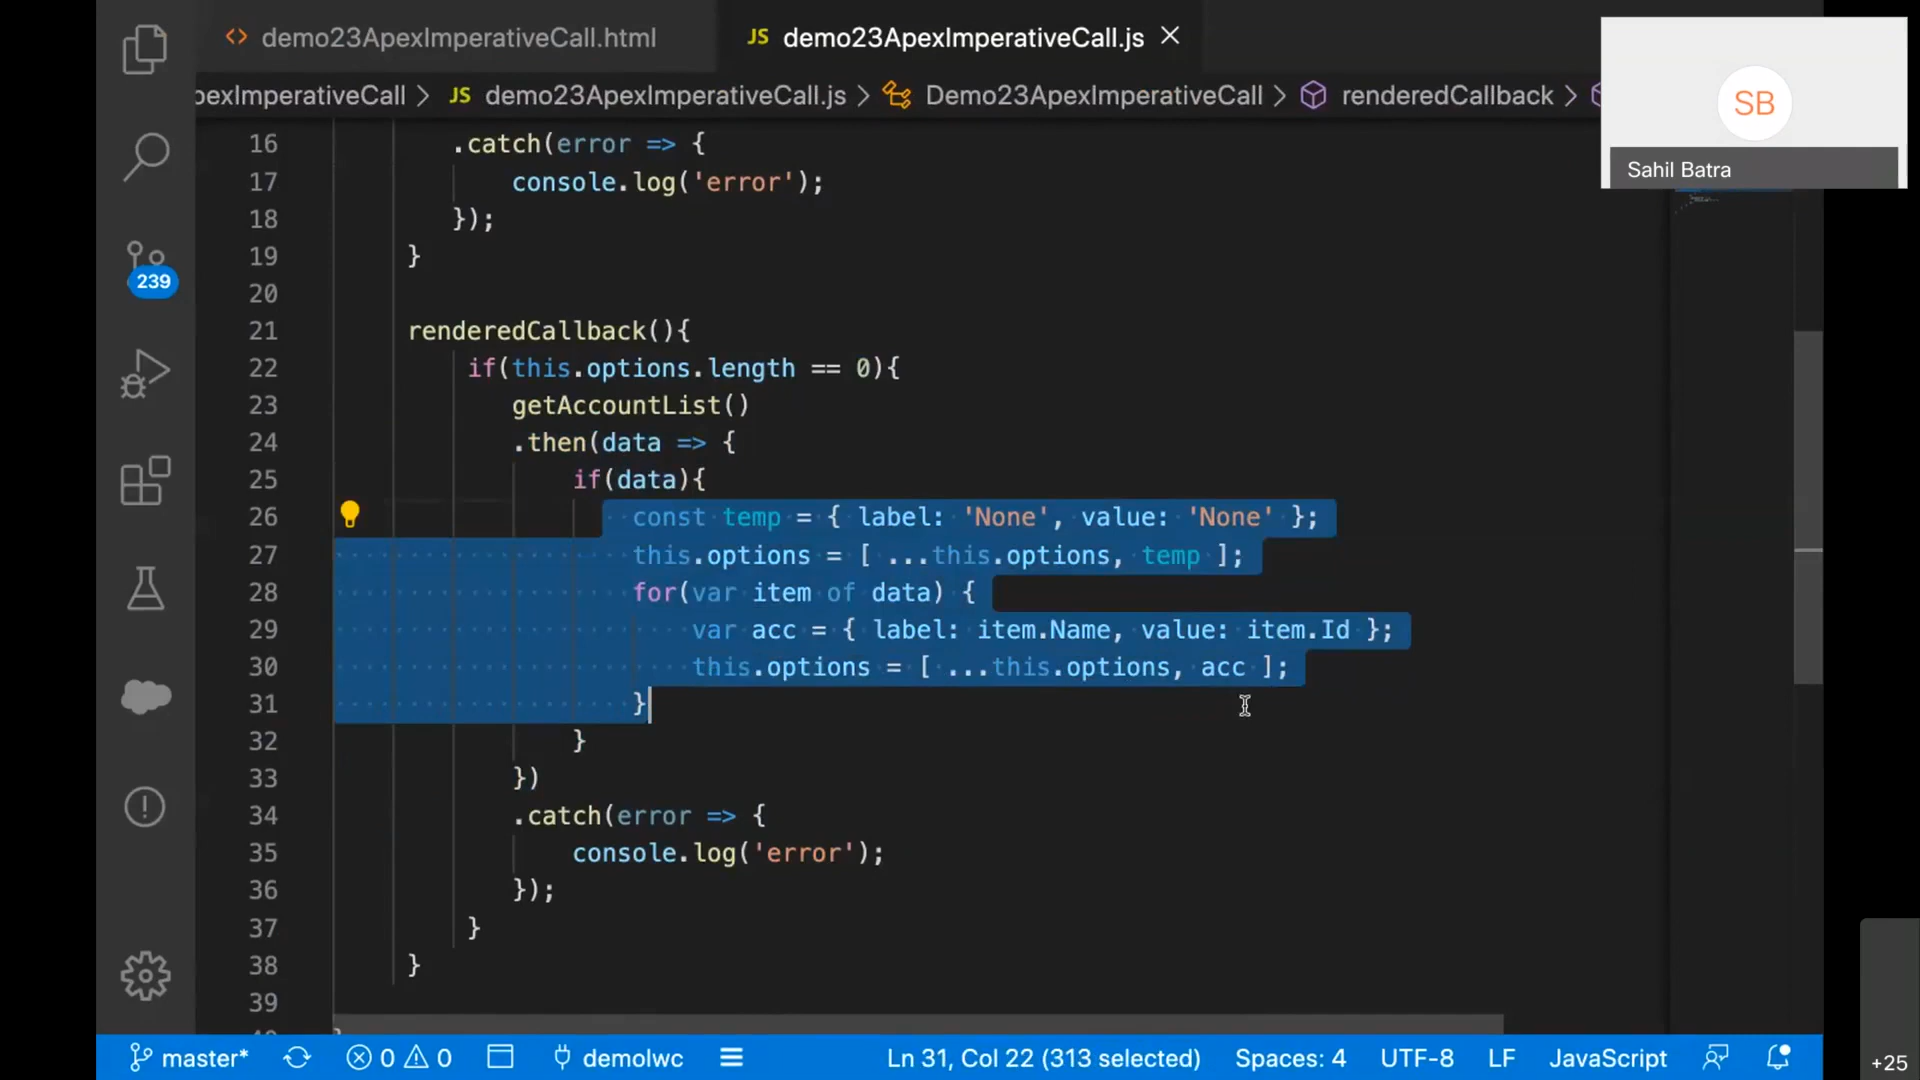 demo23ApexImperativeCall.html
JS demo23ApexImperativeCall.js
pexImperativeCall > JS demo23ApexImperativeCall.js > Demo23ApexImperativeCall > renderedCallback >
SB
Sahil Batra
16 .catch(error => {
17 console.log('error');
18 });
19 }
20
21 renderedCallback(){
22 if(this.options.length == 0){
23 getAccountList()
24 .then(data => {
25 if(data){
26 const temp = { label: 'None', value: 'None' };
27 this.options = [ ...this.options, temp ];
28 for(var item of data) {
29 var acc = { label: item.Name, value: item.Id };
30 this.options = [ ...this.options, acc ];
31 }
32 }
33 })
34 .catch(error => {
35 console.log('error');
36 });
37 }
38 }
39
239
master* 0 0 demolwc Ln 31, Col 22 (313 selected) Spaces: 4 UTF-8 LF JavaScript
+25